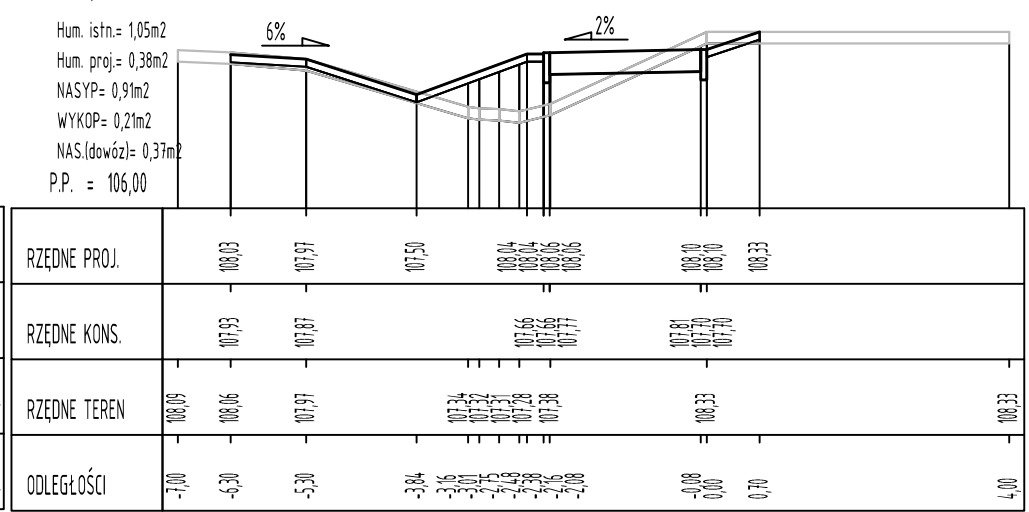 Hum. istn.= 1,05m2
6%
2%
Hum. proj.= 0,38m2
NASYP= 0,91m2
WYKOP= 0,21m2
NAS.(dowóz)= 0,37m2
P.P. = 106,00
RZĘDNE PROJ. 108,03 107,97 107,50 108,04 108,04 108,06 108,06 108,10 108,10 108,33
RZĘDNE KONS. 107,93 107,87 107,66 107,66 107,77 107,81 107,70 107,70
RZĘDNE TEREN 108,09 108,06 107,97 107,34 107,32 107,31 107,28 107,38 108,33 108,33
ODLEGŁOŚCI -7,00 -6,30 -5,30 -3,84 -3,16 -3,01 -2,75 -2,48 -2,38 -2,16 -2,08 -0,08 0,00 0,70 4,00